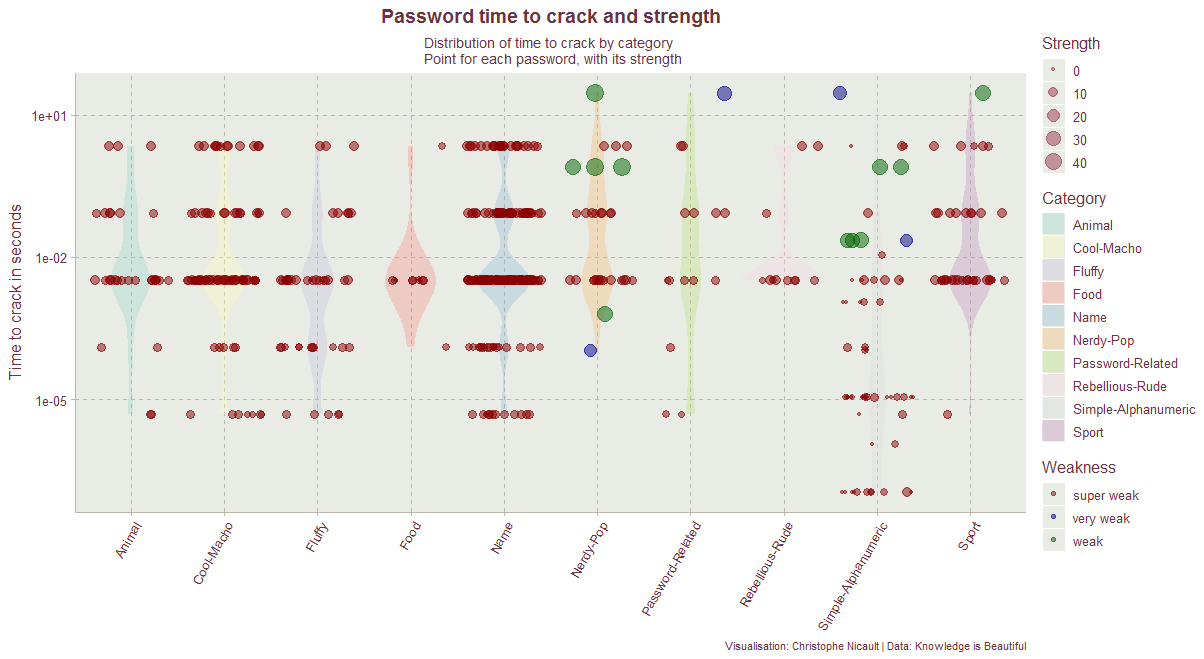 Password time to crack and strength
Distribution of time to crack by category
Point for each password, with its strength
Time to crack in seconds
1e+01
1e-02
1e-05
Animal
Cool-Macho
Fluffy
Food
Name
Nerdy-Pop
Password-Related
Rebellious-Rude
Simple-Alphanumeric
Sport
Strength
0
10
20
30
40
Category
Animal
Cool-Macho
Fluffy
Food
Name
Nerdy-Pop
Password-Related
Rebellious-Rude
Simple-Alphanumeric
Sport
Weakness
super weak
very weak
weak
Visualisation: Christophe Nicault | Data: Knowledge is Beautiful